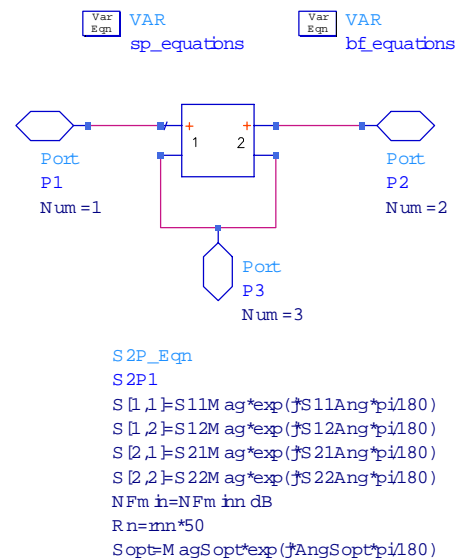 Var
Eqn
VAR
sp_equations
Var
Eqn
VAR
bf_equations
+ +
1 2
Port
P1
Num=1
Port
P2
Num=2
Port
P3
Num=3
S2P_Eqn
S2P1
S[1,1]=S11Mag*exp(j*S11Ang*pi/180)
S[1,2]=S12Mag*exp(j*S12Ang*pi/180)
S[2,1]=S21Mag*exp(j*S21Ang*pi/180)
S[2,2]=S22Mag*exp(j*S22Ang*pi/180)
NFmin=NFminn dB
Rn=rnn*50
Sopt=MagSopt*exp(j*AngSopt*pi/180)